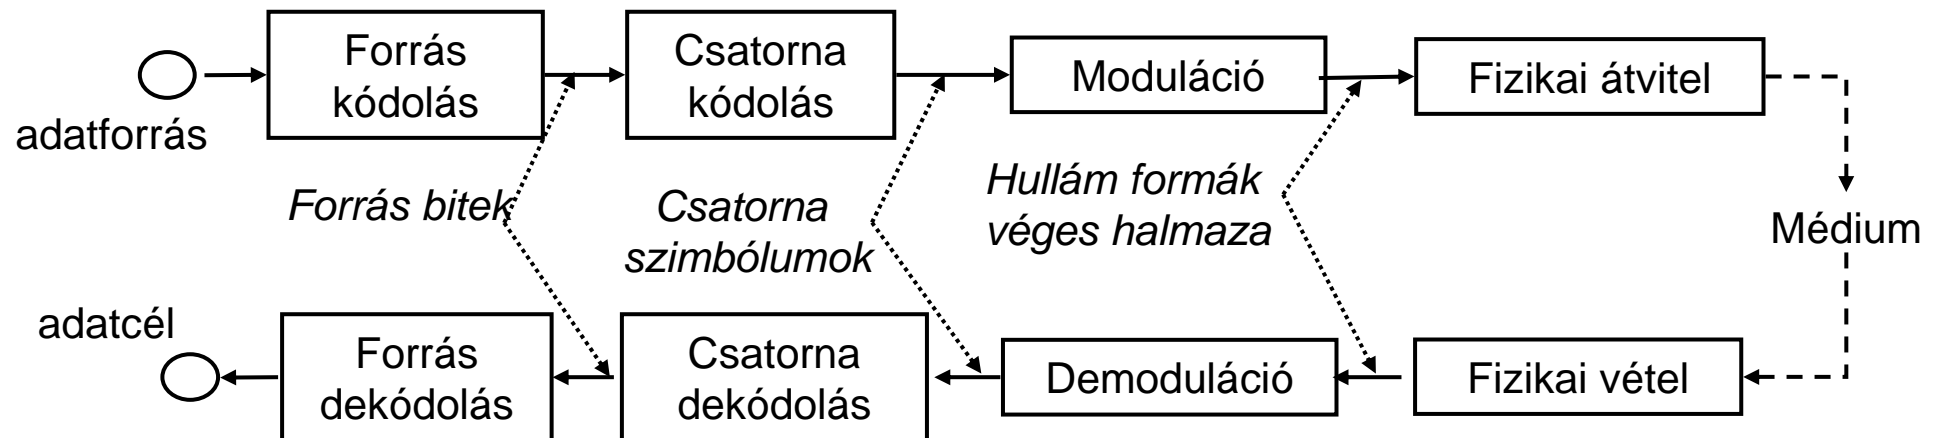 Forrás
kódolás
Csatorna
kódolás
Moduláció
Fizikai átvitel
adatforrás
Forrás bitek
Csatorna
szimbólumok
Hullám formák
véges halmaza
Médium
adatcél
Forrás
dekódolás
Csatorna
dekódolás
Demoduláció
Fizikai vétel